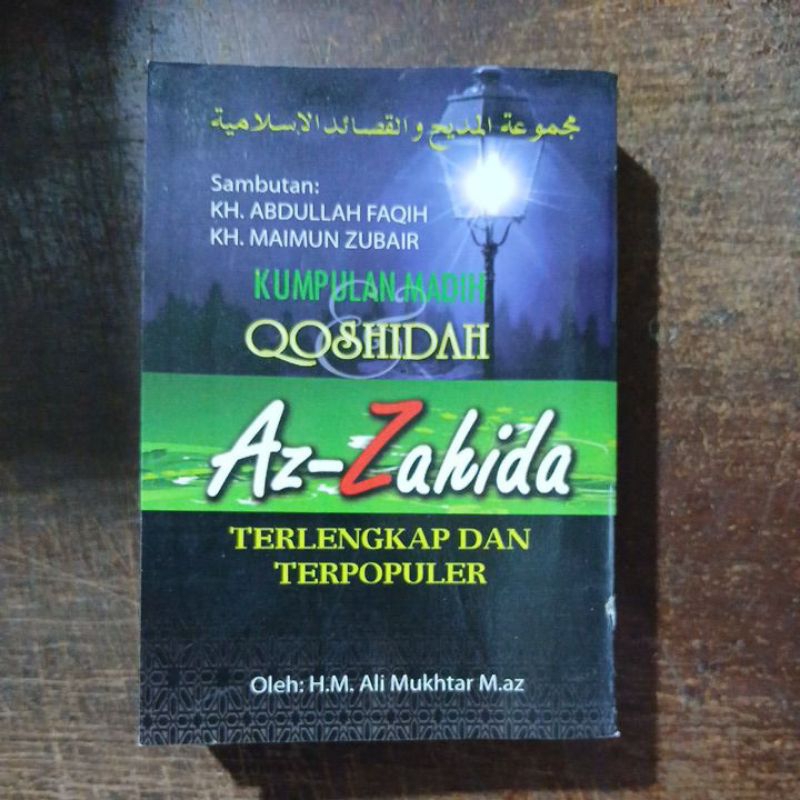 مجموعة المديح والقصائد الاسلامية
Sambutan:
KH. ABDULLAH FAQIH
KH. MAIMUN ZUBAIR
KUMPULAN MADIH
&
QOSHIDAH
Az-Zahida
TERLENGKAP DAN
TERPOPULER
Oleh: H.M. Ali Mukhtar M.az